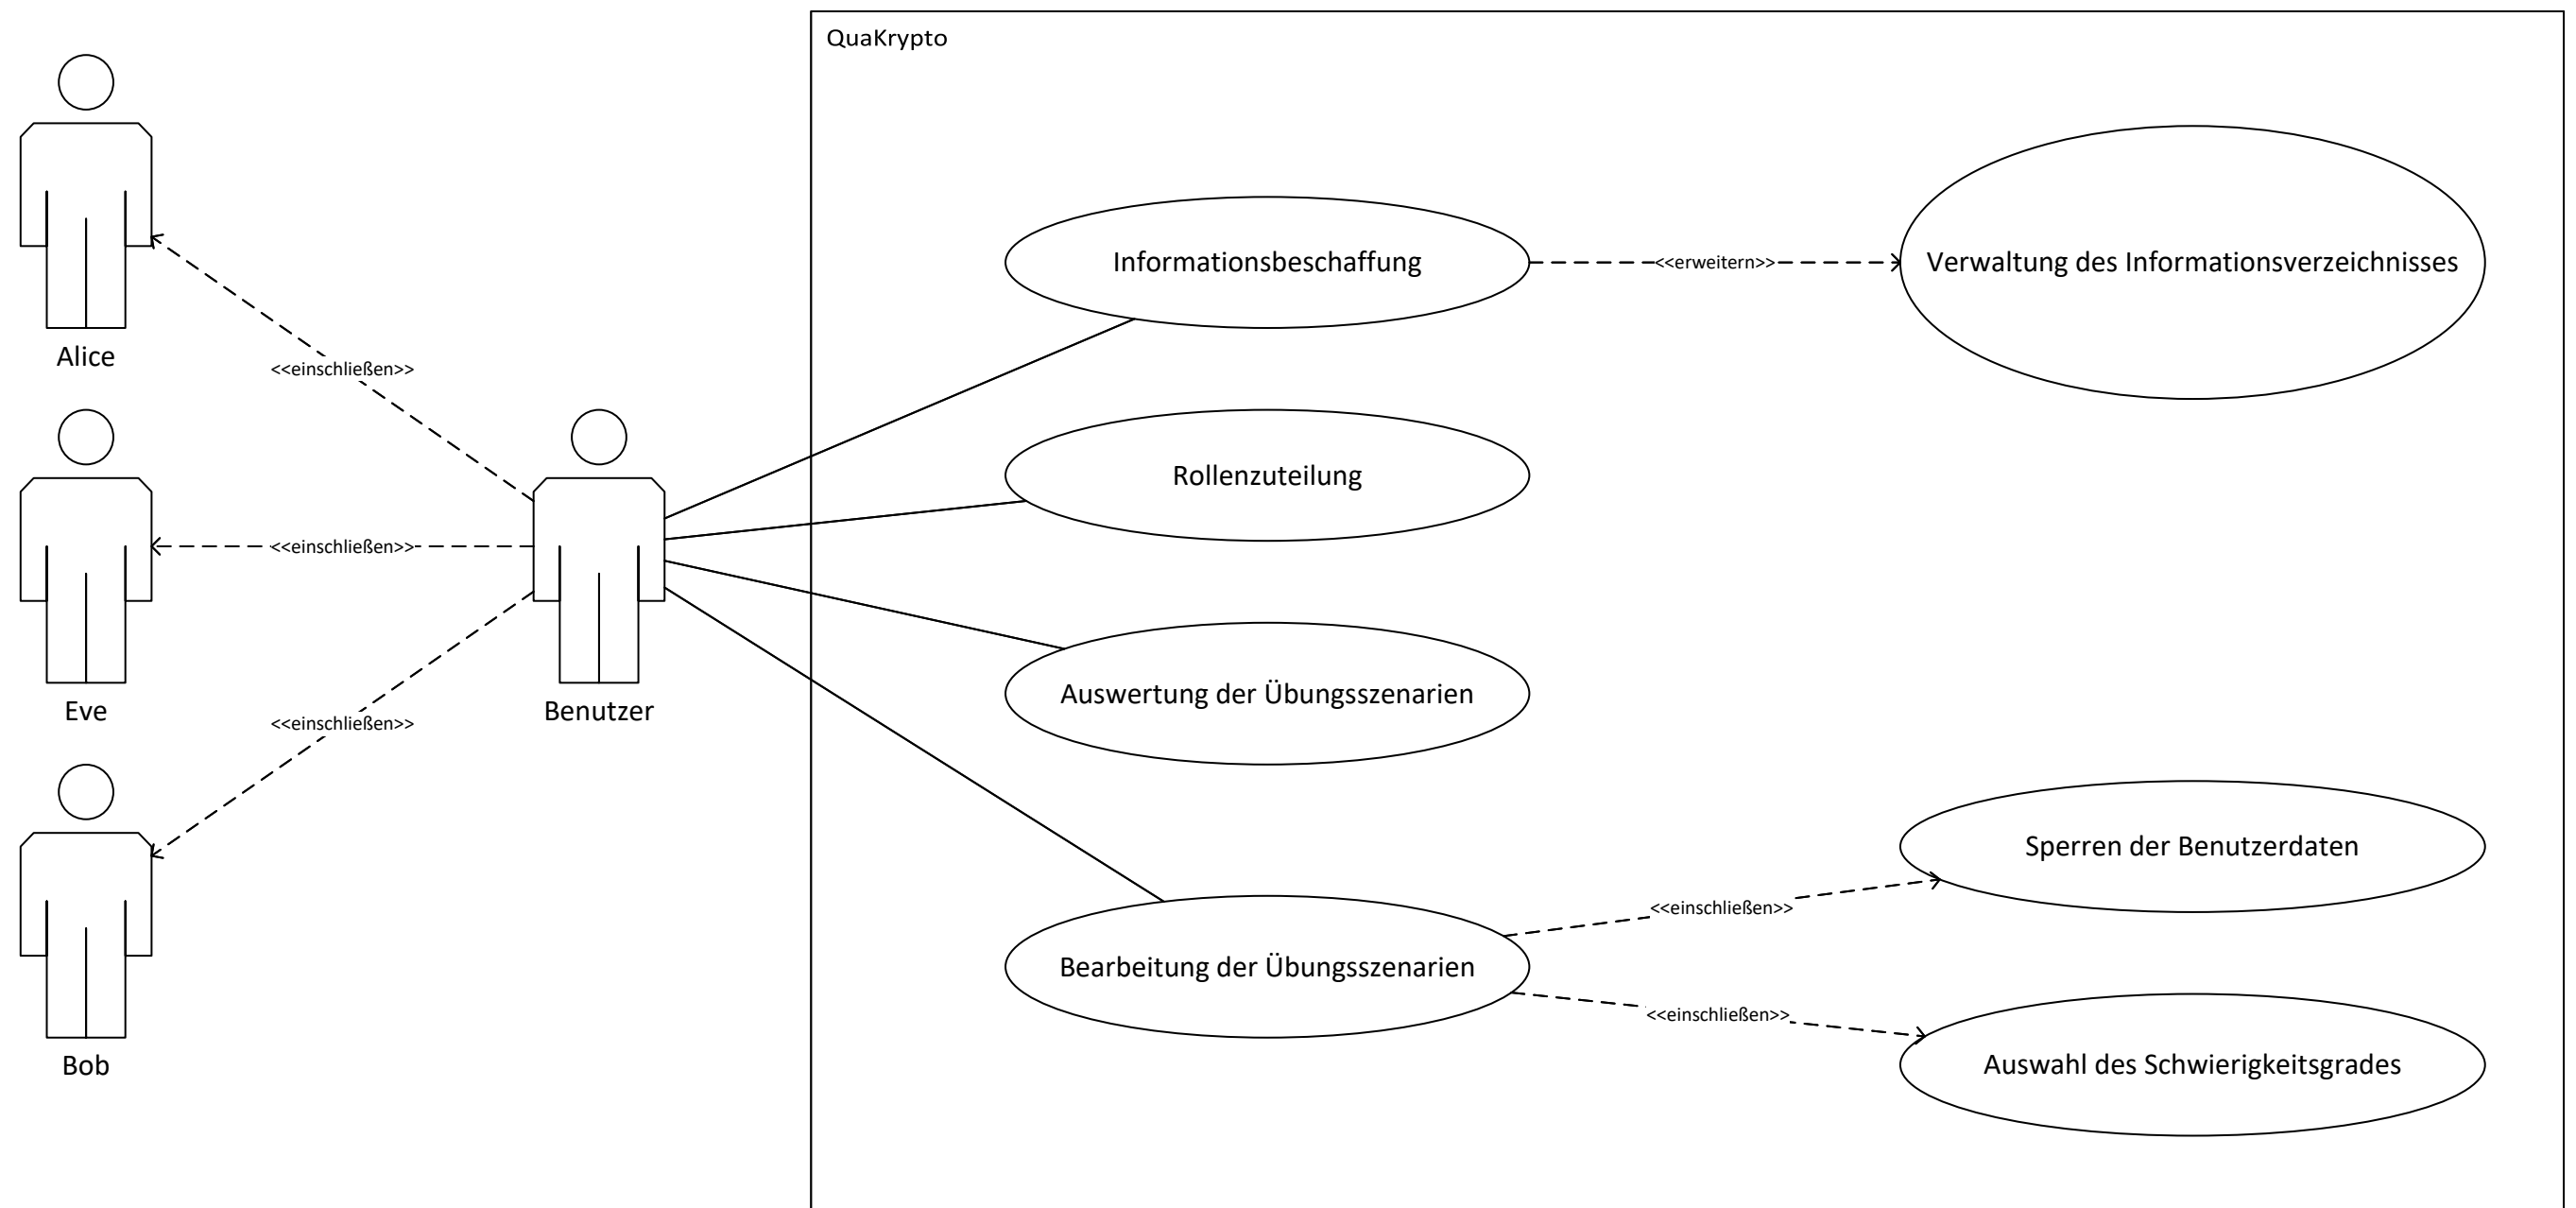 QuaKrypto
Alice
<<einschließen>>
Eve
<<einschließen>>
Bob
<<einschließen>>
Benutzer
Informationsbeschaffung
<<erweitern>>
Verwaltung des Informationsverzeichnisses
Rollenzuteilung
Auswertung der Übungsszenarien
Bearbeitung der Übungsszenarien
<<einschließen>>
Sperren der Benutzerdaten
<<einschließen>>
Auswahl des Schwierigkeitsgrades